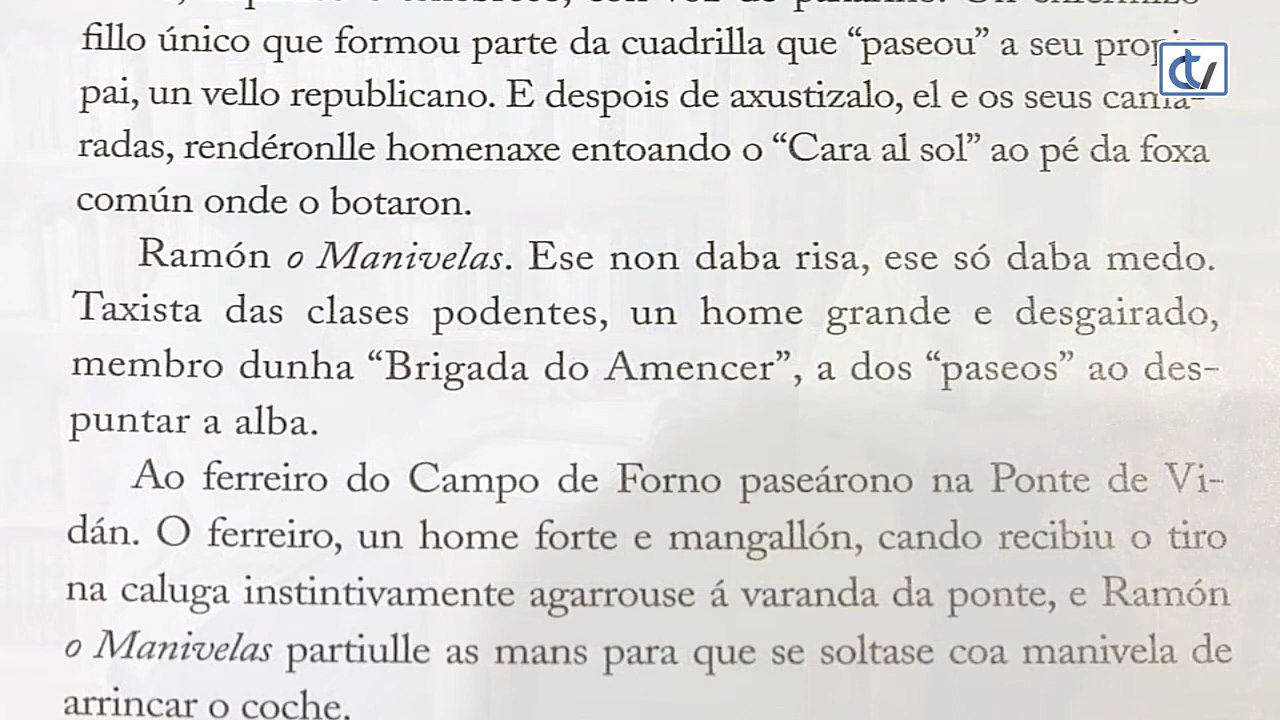 fillo único que formou parte da cuadrilla que “paseou” a seu
pai, un vello republicano. E despois de axustizalo, el e os seus cama-
radas, rendéronlle homenaxe entoando o “Cara al sol” ao pé da foxa
común onde o botaron.
Ramón o Manivelas. Ese non daba risa, ese só daba medo.
Taxista das clases podentes, un home grande e desgairado,
membro dunha “Brigada do Amencer”, a dos “paseos” ao des-
puntar a alba.
Ao ferreiro do Campo de Forno paseárono na Ponte de Vi-
dán. O ferreiro, un home forte e mangallón, cando recibiu o tiro
na caluga instintivamente agarrouse á varanda da ponte, e Ramón
o Manivelas partiulle as mans para que se soltase coa manivela de
arrincar o coche.